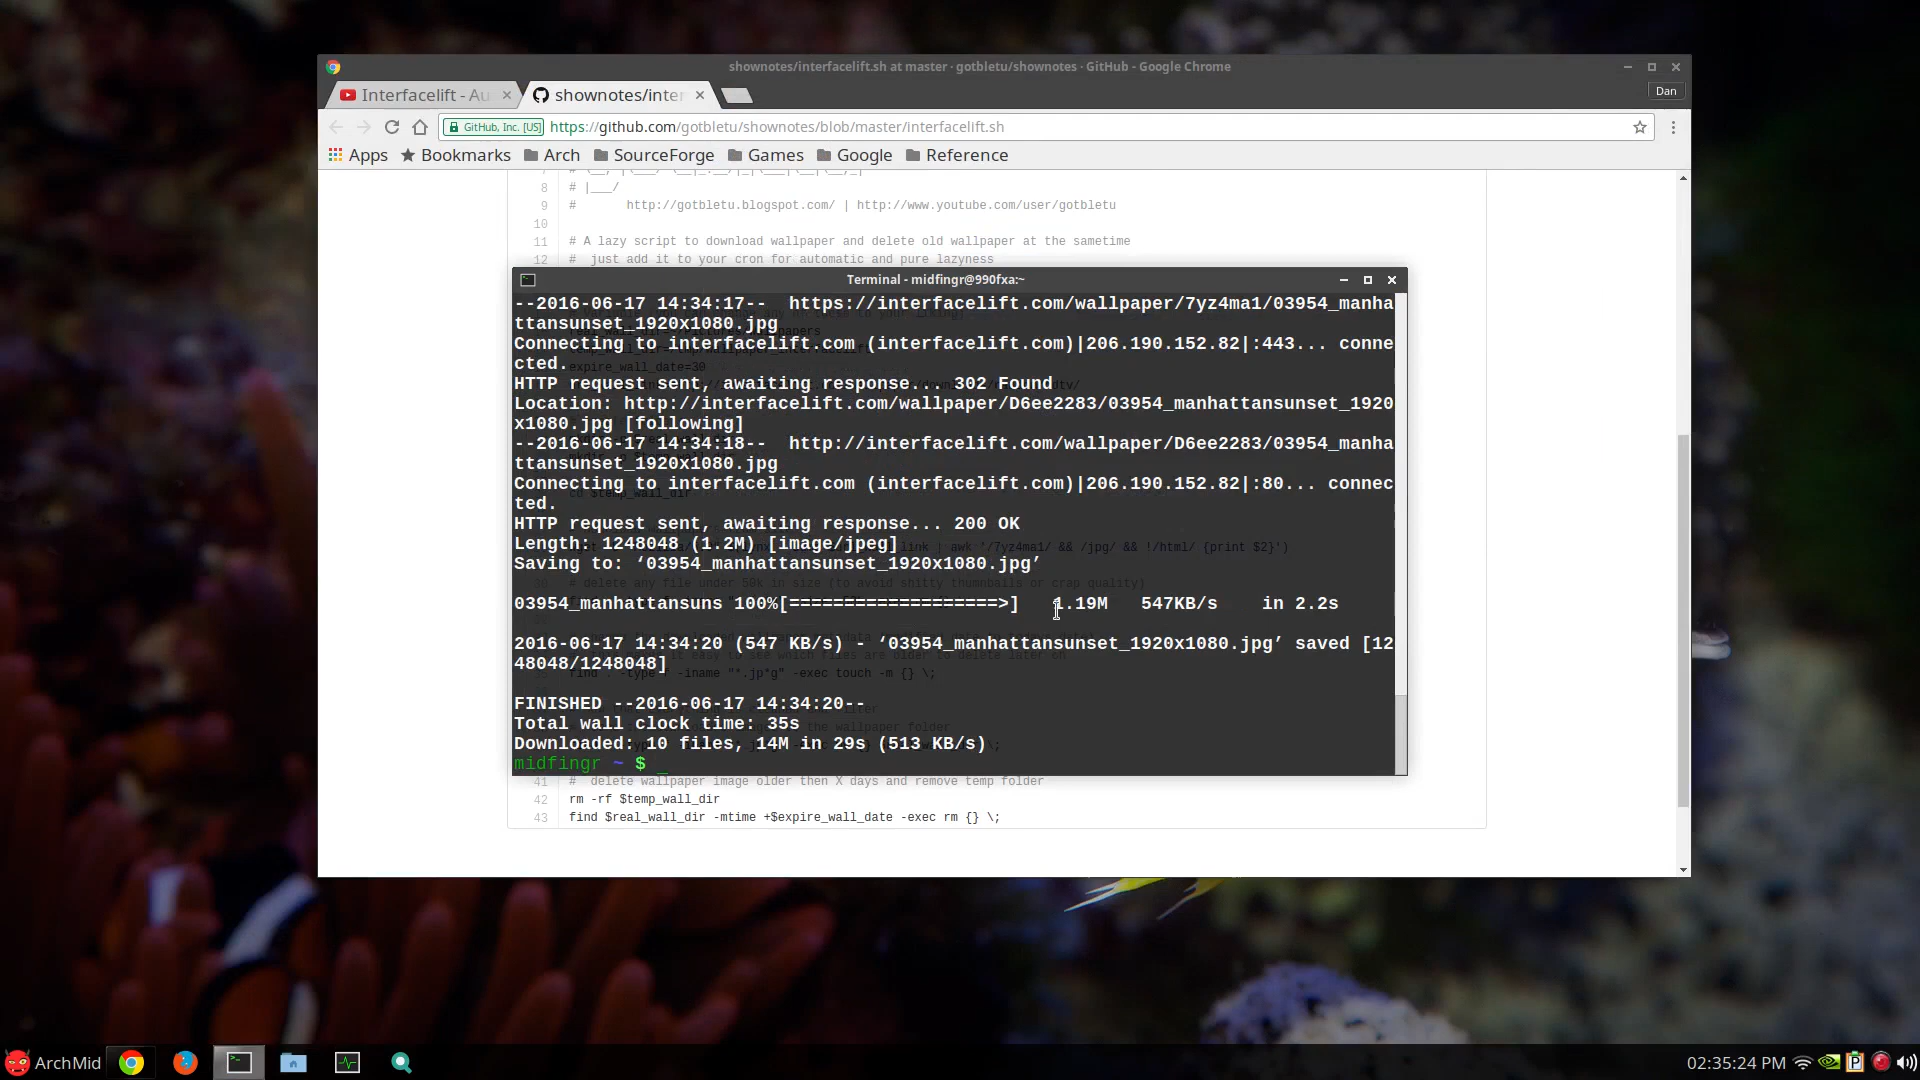 shownotes/interfacelift.sh at master · gotbletu/shownotes · GitHub - Google Chrome
Interfacelift - Au
shownotes/inter
Dan
GitHub, Inc. [US]
https://github.com/gotbletu/shownotes/blob/master/interfacelift.sh
Apps
Bookmarks
Arch
SourceForge
Games
Google
Reference
8 # |___/
9 # http://gotbletu.blogspot.com/ | http://www.youtube.com/user/gotbletu
10
11 # A lazy script to download wallpaper and delete old wallpaper at the sametime
12 # just add it to your cron for automatic and pure lazyness
Terminal - midfingr@990fxa:~
--2016-06-17 14:34:17-- https://interfacelift.com/wallpaper/7yz4ma1/03954_manha
ttansunset_1920x1080.jpg
Connecting to interfacelift.com (interfacelift.com)|206.190.152.82|:443... conne
cted.
HTTP request sent, awaiting response... 302 Found
Location: http://interfacelift.com/wallpaper/D6ee2283/03954_manhattansunset_1920
x1080.jpg [following]
--2016-06-17 14:34:18-- http://interfacelift.com/wallpaper/D6ee2283/03954_manha
ttansunset_1920x1080.jpg
Connecting to interfacelift.com (interfacelift.com)|206.190.152.82|:80... connec
ted.
HTTP request sent, awaiting response... 200 OK
Length: 1248048 (1.2M) [image/jpeg]
Saving to: ‘03954_manhattansunset_1920x1080.jpg’
03954_manhattansuns 100%[===================>] 1.19M 547KB/s in 2.2s
2016-06-17 14:34:20 (547 KB/s) - ‘03954_manhattansunset_1920x1080.jpg’ saved [12
48048/1248048]
FINISHED --2016-06-17 14:34:20--
Total wall clock time: 35s
Downloaded: 10 files, 14M in 29s (513 KB/s)
midfingr ~ $ _
41 # delete wallpaper image older then X days and remove temp folder
42 rm -rf $temp_wall_dir
43 find $real_wall_dir -mtime +$expire_wall_date -exec rm {} \;
ArchMid
02:35:24 PM